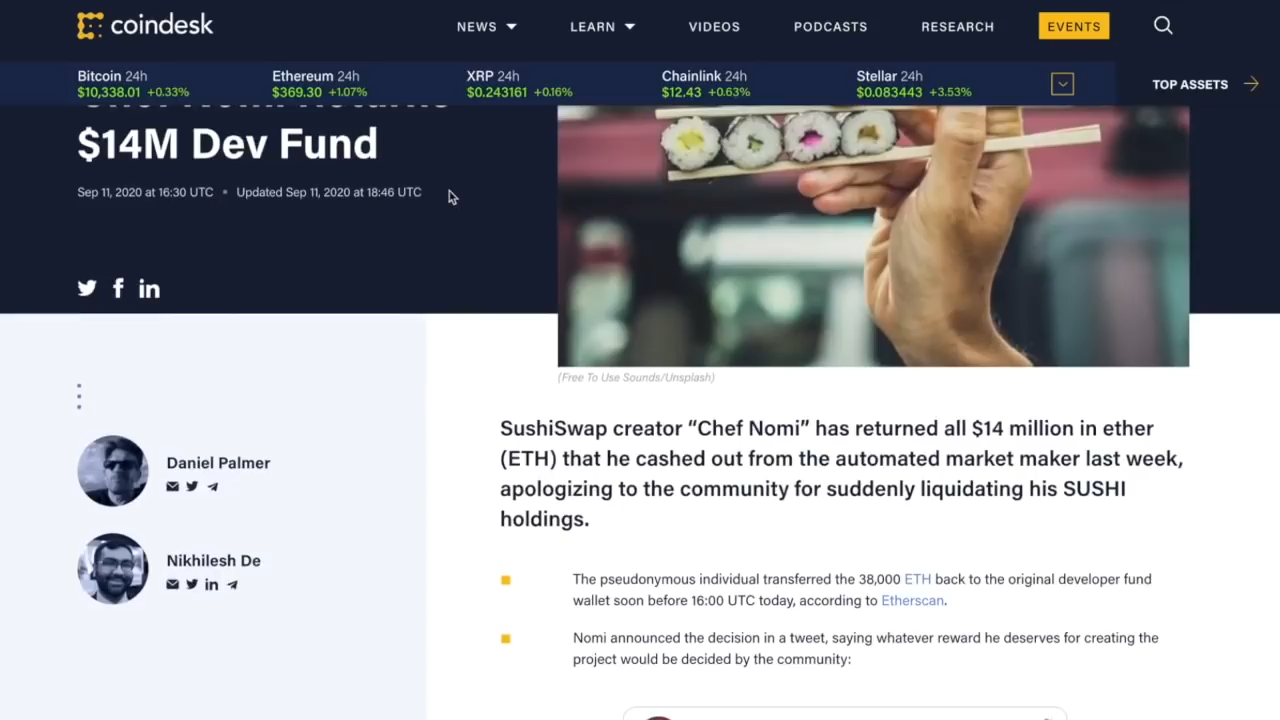 coindesk
NEWS LEARN VIDEOS PODCASTS RESEARCH EVENTS
Bitcoin 24h Ethereum 24h XRP 24h Chainlink 24h Stellar 24h
$10,338.01 +0.33% $369.30 +1.07% $0.243161 +0.16% $12.43 +0.63% $0.083443 +3.53%
TOP ASSETS
$14M Dev Fund
Sep 11, 2020 at 16:30 UTC Updated Sep 11, 2020 at 18:46 UTC
(Free To Use Sounds/Unsplash)
Daniel Palmer
Nikhilesh De
SushiSwap creator “Chef Nomi” has returned all $14 million in ether
(ETH) that he cashed out from the automated market maker last week,
apologizing to the community for suddenly liquidating his SUSHI
holdings.
The pseudonymous individual transferred the 38,000 ETH back to the original developer fund
wallet soon before 16:00 UTC today, according to Etherscan.
Nomi announced the decision in a tweet, saying whatever reward he deserves for creating the
project would be decided by the community: